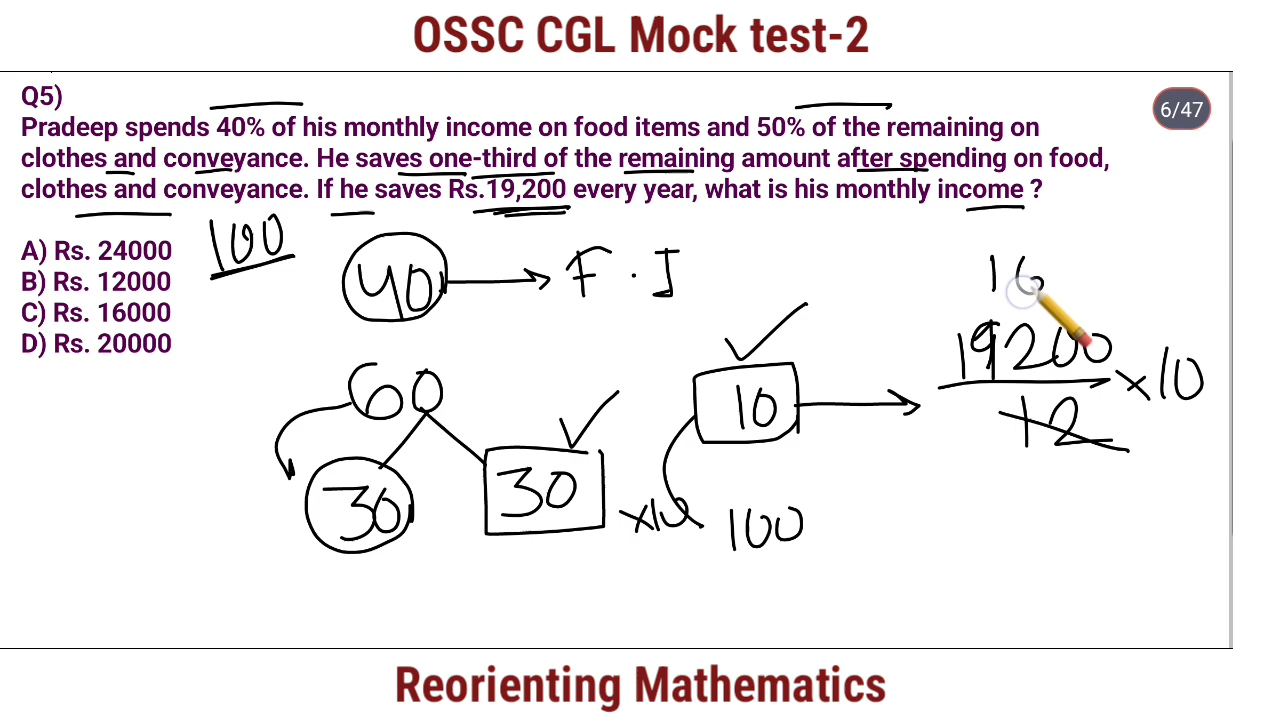 OSSC CGL Mock test-2
Q5)
6/47
Pradeep spends 40% of his monthly income on food items and 50% of the remaining on
clothes and conveyance. He saves one-third of the remaining amount after spending on food,
clothes and conveyance. If he saves Rs.19,200 every year, what is his monthly income ?
A) Rs. 24000
B) Rs. 12000
C) Rs. 16000
D) Rs. 20000
100
40 → F . I
16
19200
12
×10
60
10
30
30
×10
100
Reorienting Mathematics